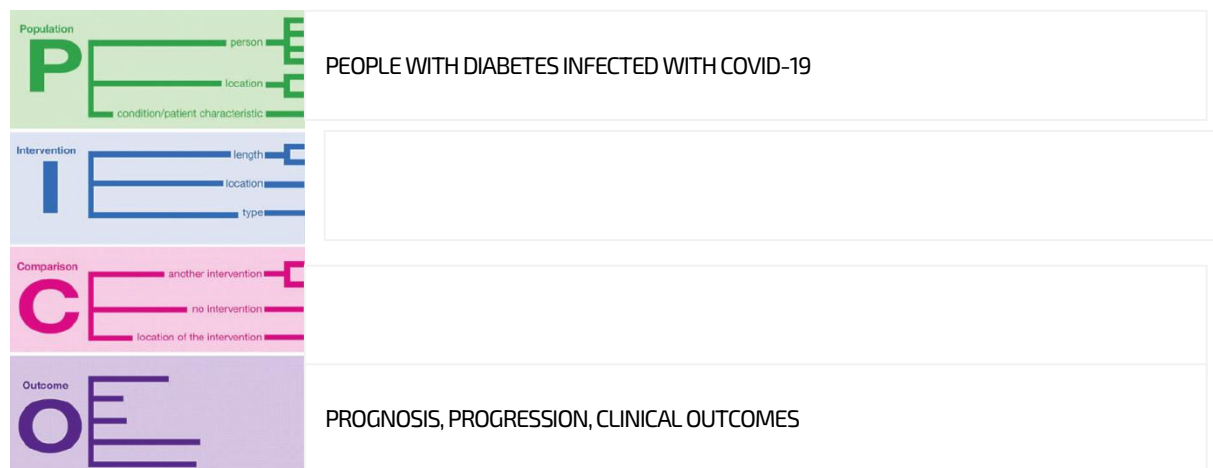 Population
P
person
location
condition/patient characteristic
PEOPLE WITH DIABETES INFECTED WITH COVID-19
Intervention
I
length
location
type
Comparison
C
another intervention
no intervention
location of the intervention
Outcome
O
PROGNOSIS, PROGRESSION, CLINICAL OUTCOMES